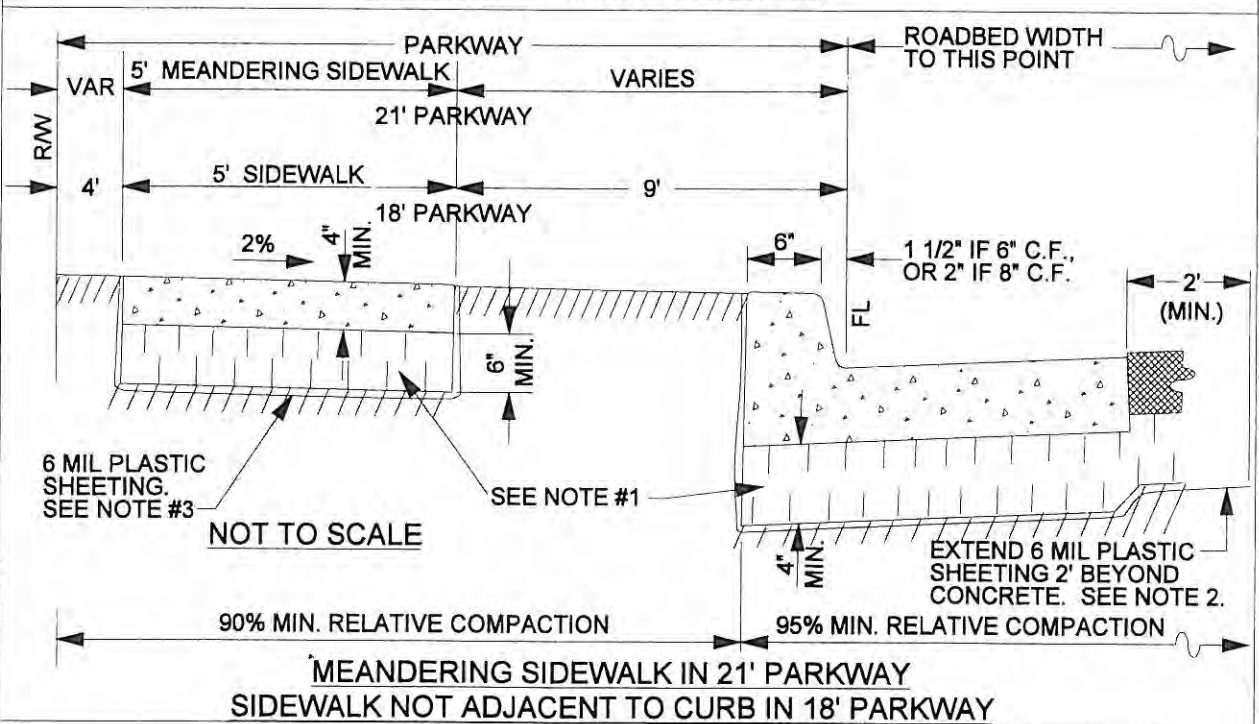 PARKWAY
ROADBED WIDTH
TO THIS POINT
VAR
5' MEANDERING SIDEWALK
VARIES
21' PARKWAY
R/W
4'
5' SIDEWALK
9'
18' PARKWAY
2%
4"
MIN.
6"
1 1/2" IF 6" C.F.,
OR 2" IF 8" C.F.
FL
2'
(MIN.)
6"
MIN.
6 MIL PLASTIC
SHEETING.
SEE NOTE #3
SEE NOTE #1
NOT TO SCALE
4"
MIN.
EXTEND 6 MIL PLASTIC
SHEETING 2' BEYOND
CONCRETE. SEE NOTE 2.
90% MIN. RELATIVE COMPACTION
95% MIN. RELATIVE COMPACTION
MEANDERING SIDEWALK IN 21' PARKWAY
SIDEWALK NOT ADJACENT TO CURB IN 18' PARKWAY